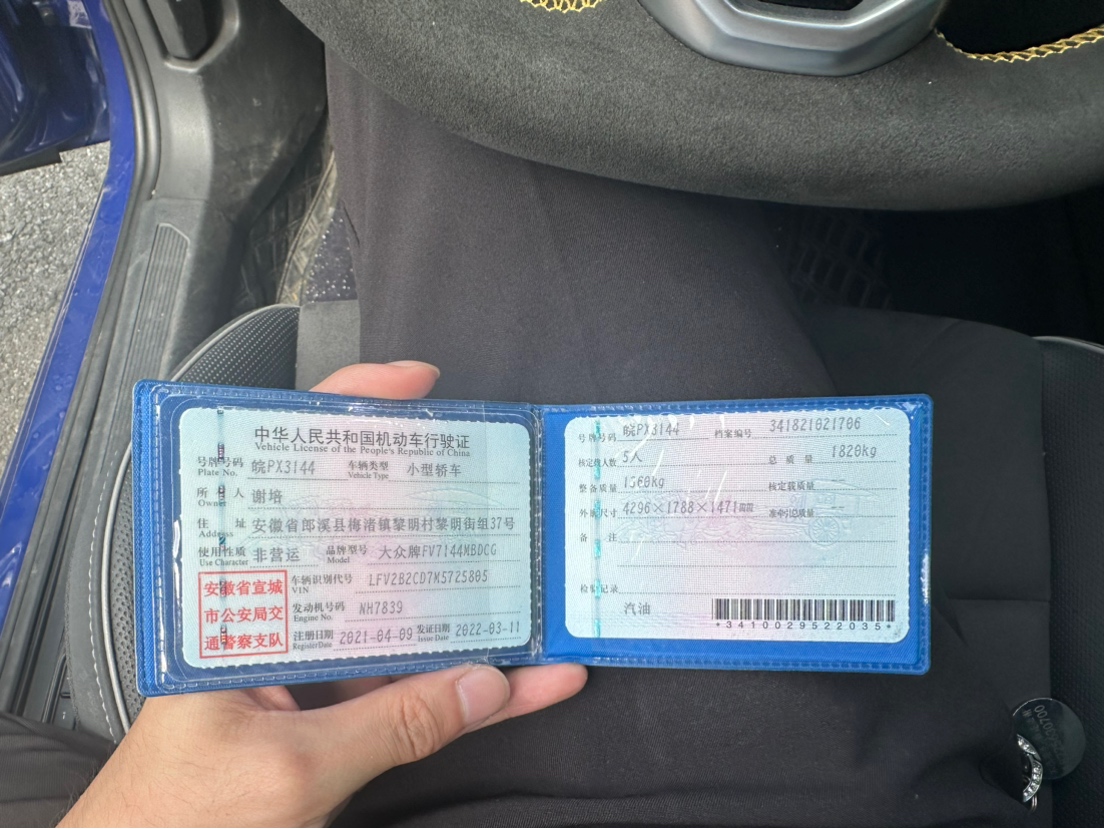 中华人民共和国机动车行驶证
Vehicle License of the People's Republic of China
号牌号码 皖PX3144 车辆类型 小型轿车
Plate No. Vehicle Type
所有人 谢培
Owner
住址 安徽省郎溪县梅渚镇黎明村黎明街组37号
Address
使用性质 非营运 品牌型号 大众牌FV7144MBDCG
Use Character Model
车辆识别代号 LFV2B2CD7M5725805
VIN
发动机号码 NH7839
Engine No.
注册日期 2021-04-09 发证日期 2022-03-11
Register Date Issue Date
安徽省宣城
市公安局交
通警察支队
号牌号码 皖PX3144 档案编号 341821021706
核定载人数 5人 总质量 1820kg
整备质量 1360kg 核定载质量 --
外廓尺寸 4296×1788×1471mm 准牵引总质量 --
备注
检验记录
汽油
*3410029522035*